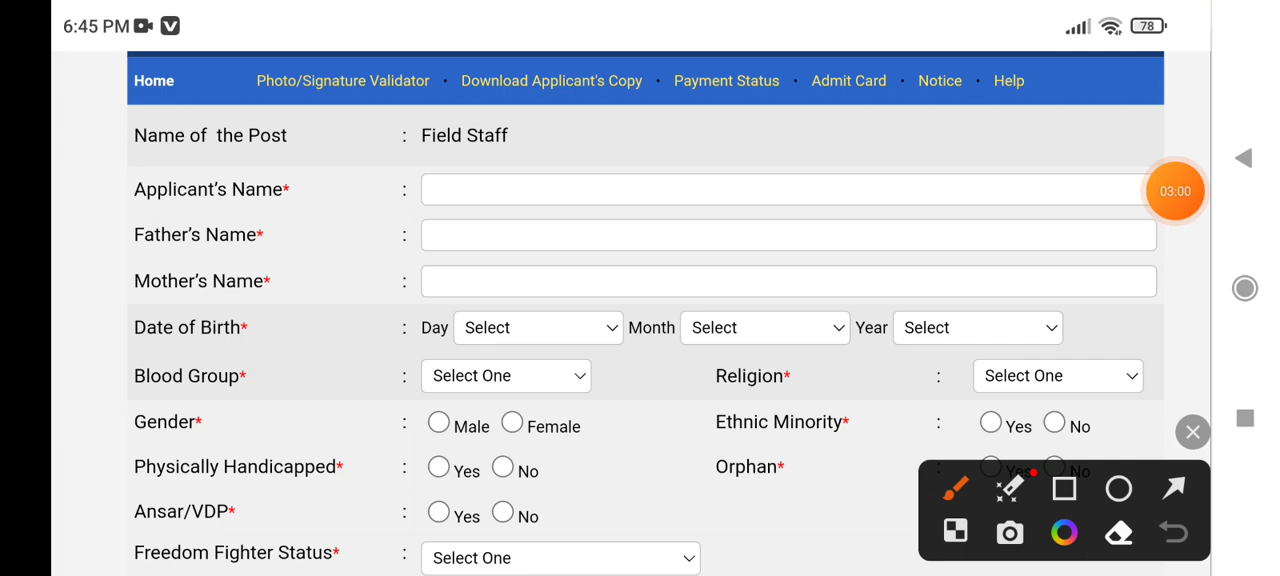 6:45 PM 78
Home Photo/Signature Validator • Download Applicant's Copy • Payment Status • Admit Card • Notice • Help
Name of the Post : Field Staff
Applicant's Name* :
03:00
Father's Name* :
Mother's Name* :
Date of Birth* : Day Select Month Select Year Select
Blood Group* : Select One Religion* : Select One
Gender* : Male Female Ethnic Minority* : Yes No
Physically Handicapped* : Yes No Orphan* : Yes No
Ansar/VDP* : Yes No
Freedom Fighter Status* : Select One